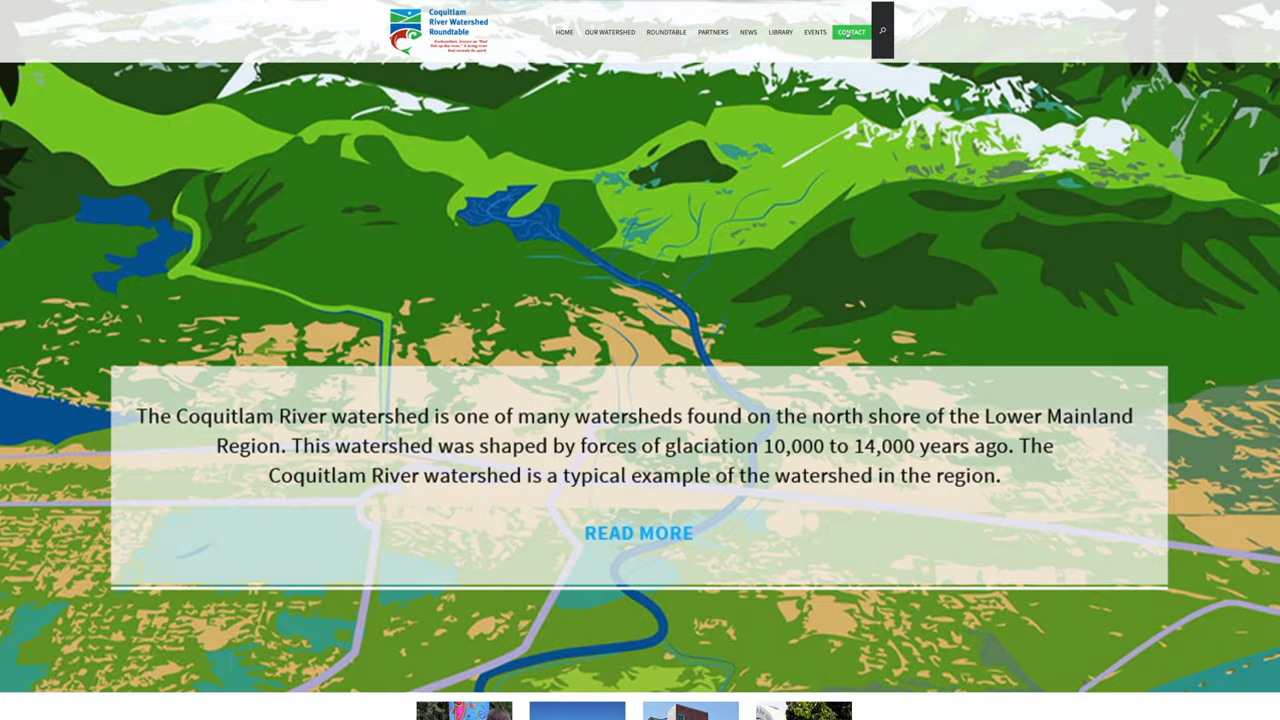 Coquitlam
River Watershed
Roundtable
HOME OUR WATERSHED ROUNDTABLE PARTNERS NEWS LIBRARY EVENTS CONTACT
The Coquitlam River watershed is one of many watersheds found on the north shore of the Lower Mainland
Region. This watershed was shaped by forces of glaciation 10,000 to 14,000 years ago. The
Coquitlam River watershed is a typical example of the watershed in the region.
READ MORE